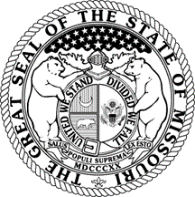 THE GREAT SEAL OF THE STATE OF MISSOURI
UNITED WE STAND DIVIDED WE FALL
SALUS POPULI SUPREMA LEX ESTO
MDCCCXX